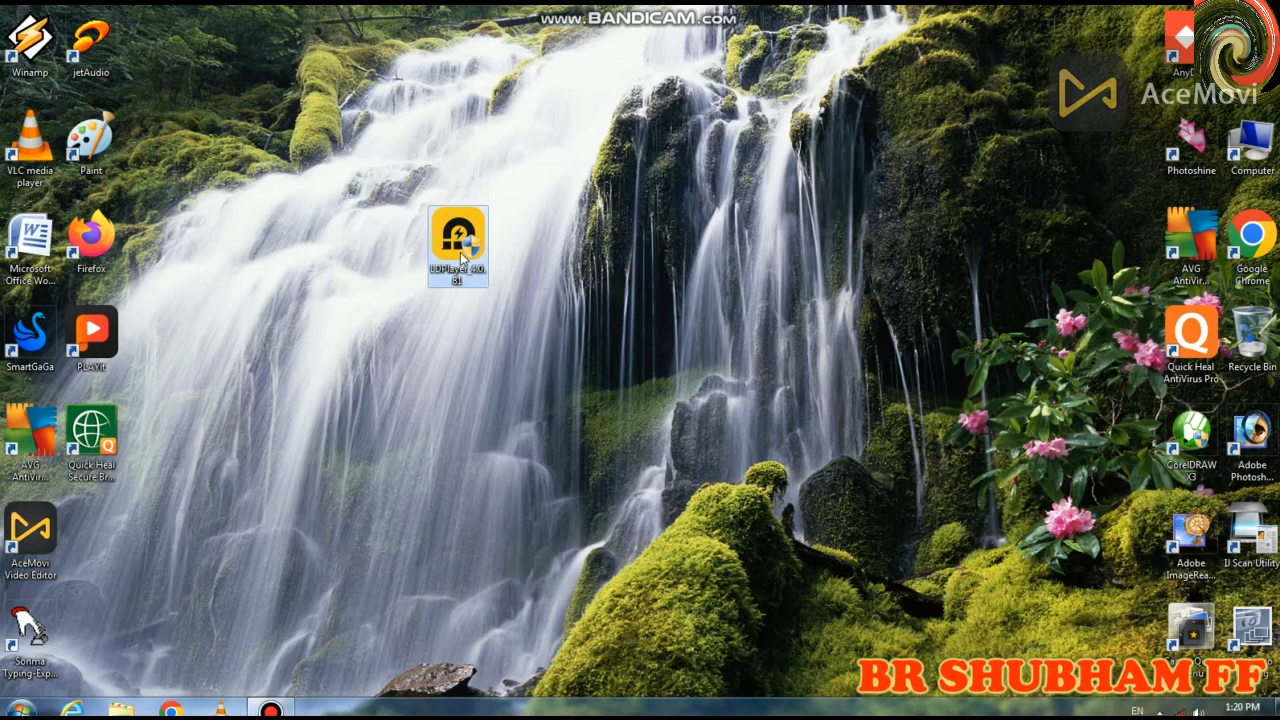 www.BANDICAM.com
Winamp
jetAudio
AnyD
AceMovi
VLC media
player
Paint
Photoshine
Computer
Microsoft
Office Wo...
Firefox
LDPlayer_4.0.
81
AVG
AntiVir...
Google
Chrome
SmartGaGa
PLAYit
Quick Heal
AntiVirus Pro
Recycle Bin
AVG
AntiVir...
Quick Heal
Secure Br...
CorelDRAW
X3
Adobe
Photosh...
AceMovi
Video Editor
Adobe
ImageRea...
IJ Scan Utility
Sonma
Typing-Exp...
BR SHUBHAM FF
EN
1:20 PM